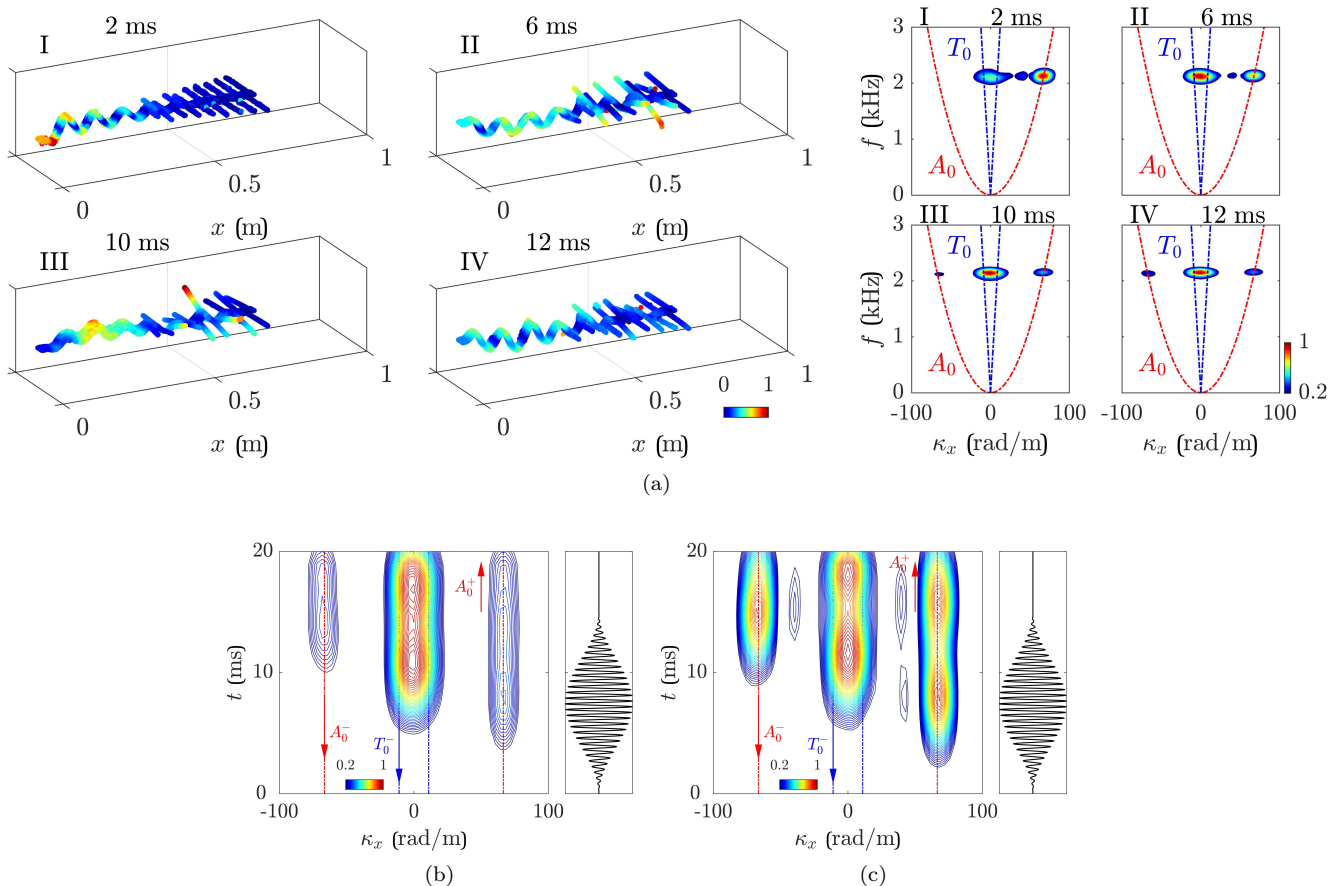 I 2 ms
0 0.5 1
x (m)
II 6 ms
0 0.5 1
x (m)
III 10 ms
0 0.5 1
x (m)
IV 12 ms
0 1
0 0.5 1
x (m)
I 2 ms
T₀
A₀
3
2
1
0
f (kHz)
II 6 ms
T₀
A₀
III 10 ms
T₀
A₀
3
2
1
0
f (kHz)
-100 0 100
κₓ (rad/m)
IV 12 ms
T₀
A₀
1
0.2
-100 0 100
κₓ (rad/m)
(a)
20
10
0
t (ms)
A₀⁺
A₀⁻
T₀⁻
0.2 1
-100 0 100
κₓ (rad/m)
(b)
20
10
0
t (ms)
A₀⁺
A₀⁻
T₀⁻
0.2 1
-100 0 100
κₓ (rad/m)
(c)